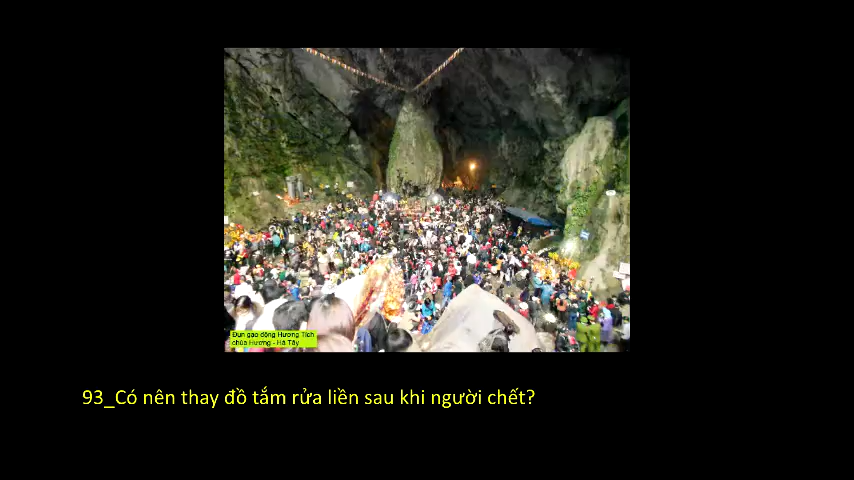 Đụn gạo động Hương Tích
chùa Hương - Hà Tây
93_Có nên thay đồ tắm rửa liền sau khi người chết?